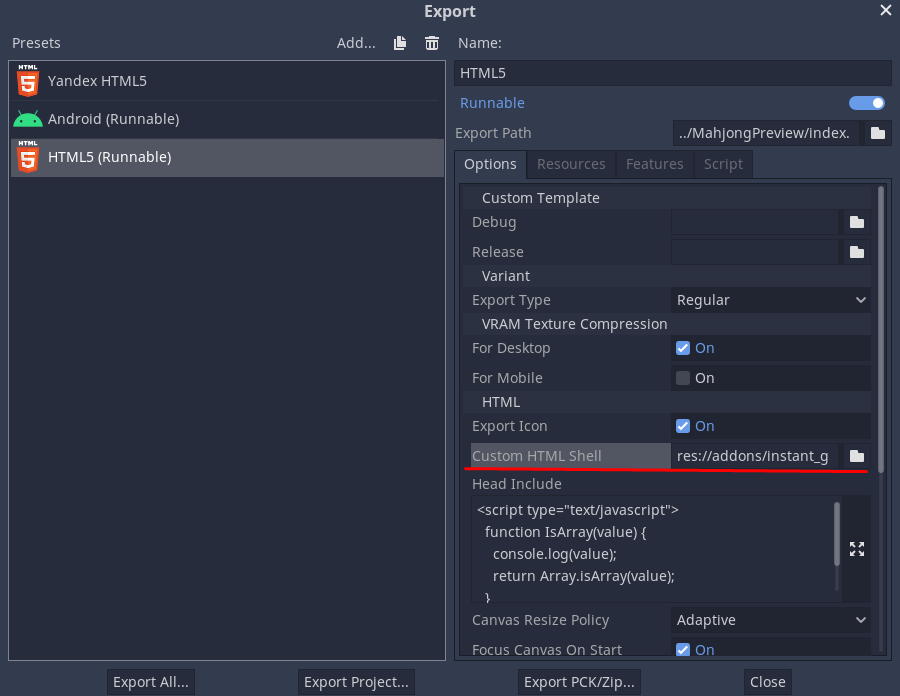 Export
Presets
Add...
Name:
HTML
Yandex HTML5
HTML5
Android (Runnable)
Runnable
HTML
HTML5 (Runnable)
Export Path
../MahjongPreview/index.
Options
Resources
Features
Script
Custom Template
Debug
Release
Variant
Export Type
Regular
VRAM Texture Compression
For Desktop
On
For Mobile
On
HTML
Export Icon
On
Custom HTML Shell
res://addons/instant_g
Head Include
<script type="text/javascript">
function IsArray(value) {
console.log(value);
return Array.isArray(value);
}
Canvas Resize Policy
Adaptive
Focus Canvas On Start
On
Export All...
Export Project...
Export PCK/Zip...
Close